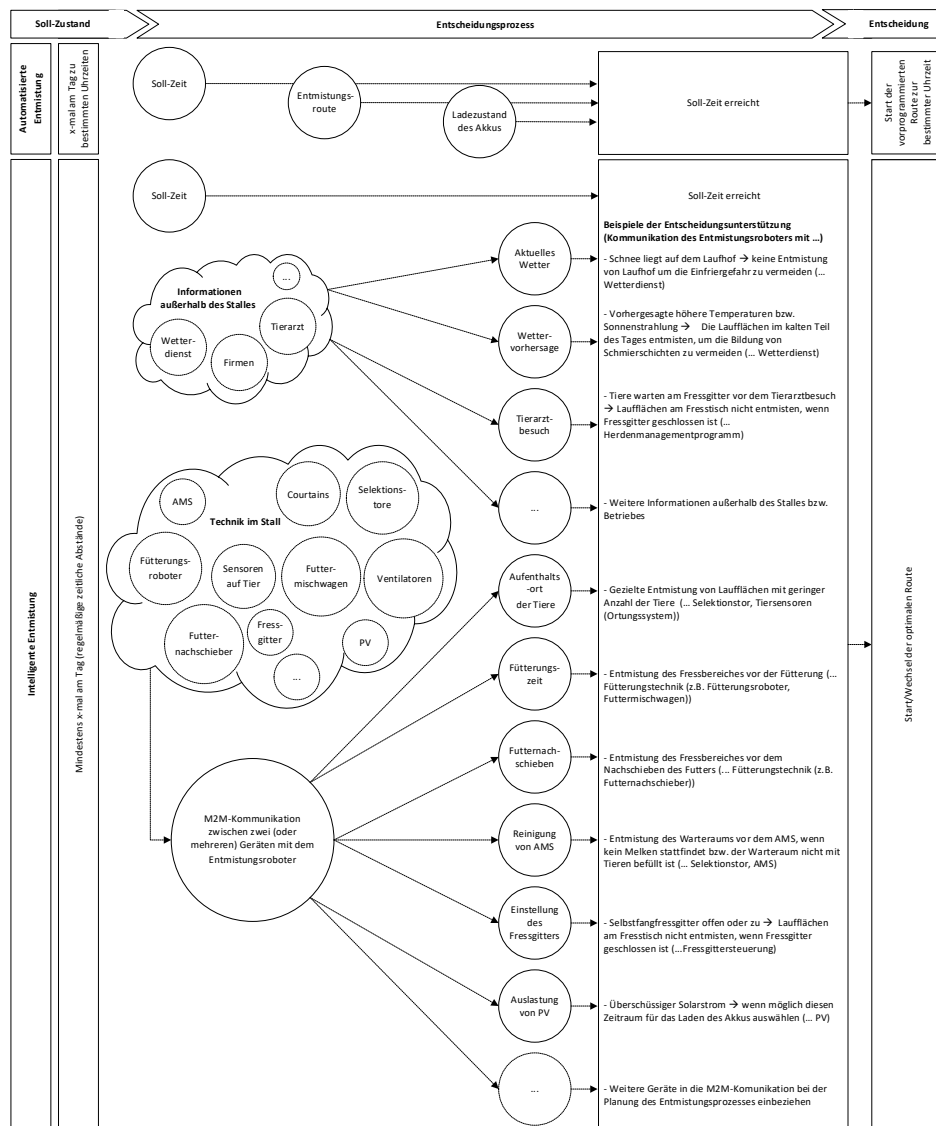 Soll-Zustand
Entscheidungsprozess
Entscheidung
Automatisierte
Entmistung
x-mal am Tag zu
bestimmten Uhrzeiten
Soll-Zeit
Entmistungs-
route
Ladezustand
des Akkus
Soll-Zeit erreicht
Start der
vorprogrammierten
Route zur
bestimmter Uhrzeit
Intelligente Entmistung
Mindestens x-mal am Tag (regelmäßige zeitliche Abstände)
Soll-Zeit
Soll-Zeit erreicht
Informationen
außerhalb des Stalles
...
Tierarzt
Wetter-
dienst
Firmen
Technik im Stall
AMS
Courtains
Selektions-
tore
Fütterungs-
roboter
Sensoren
auf Tier
Futter-
mischwagen
Ventilatoren
Futter-
nachschieber
Fress-
gitter
PV
...
M2M-Kommunikation
zwischen zwei (oder
mehreren) Geräten mit dem
Entmistungsroboter
Aktuelles
Wetter
Wetter-
vorhersage
Tierarzt-
besuch
...
Aufenthalts
-ort
der Tiere
Fütterungs-
zeit
Futternach-
schieben
Reinigung
von AMS
Einstellung
des
Fressgitters
Auslastung
von PV
...
Beispiele der Entscheidungsunterstützung
(Kommunikation des Entmistungsroboters mit ...)
- Schnee liegt auf dem Laufhof → keine Entmistung
von Laufhof um die Einfriergefahr zu vermeiden (...
Wetterdienst)
- Vorhergesagte höhere Temperaturen bzw.
Sonnenstrahlung → Die Laufflächen im kalten Teil
des Tages entmisten, um die Bildung von
Schmierschichten zu vermeiden (... Wetterdienst)
- Tiere warten am Fressgitter vor dem Tierarztbesuch
→ Laufflächen am Fresstisch nicht entmisten, wenn
Fressgitter geschlossen ist (...
Herdenmanagementprogramm)
- Weitere Informationen außerhalb des Stalles bzw.
Betriebes
- Gezielte Entmistung von Laufflächen mit geringer
Anzahl der Tiere (... Selektionstor, Tiersensoren
(Ortungssystem))
- Entmistung des Fressbereiches vor der Fütterung (...
Fütterungstechnik (z.B. Fütterungsroboter,
Futtermischwagen))
- Entmistung des Fressbereiches vor dem
Nachschieben des Futters (... Fütterungstechnik (z.B.
Futternachschieber))
- Entmistung des Warteraums vor dem AMS, wenn
kein Melken stattfindet bzw. der Warteraum nicht mit
Tieren befüllt ist (... Selektionstor, AMS)
- Selbstfangfressgitter offen oder zu → Laufflächen
am Fresstisch nicht entmisten, wenn Fressgitter
geschlossen ist (...Fressgittersteuerung)
- Überschüssiger Solarstrom → wenn möglich diesen
Zeitraum für das Laden des Akkus auswählen (... PV)
- Weitere Geräte in die M2M-Komunikation bei der
Planung des Entmistungsprozesses einbeziehen
Start/Wechsel der optimalen Route